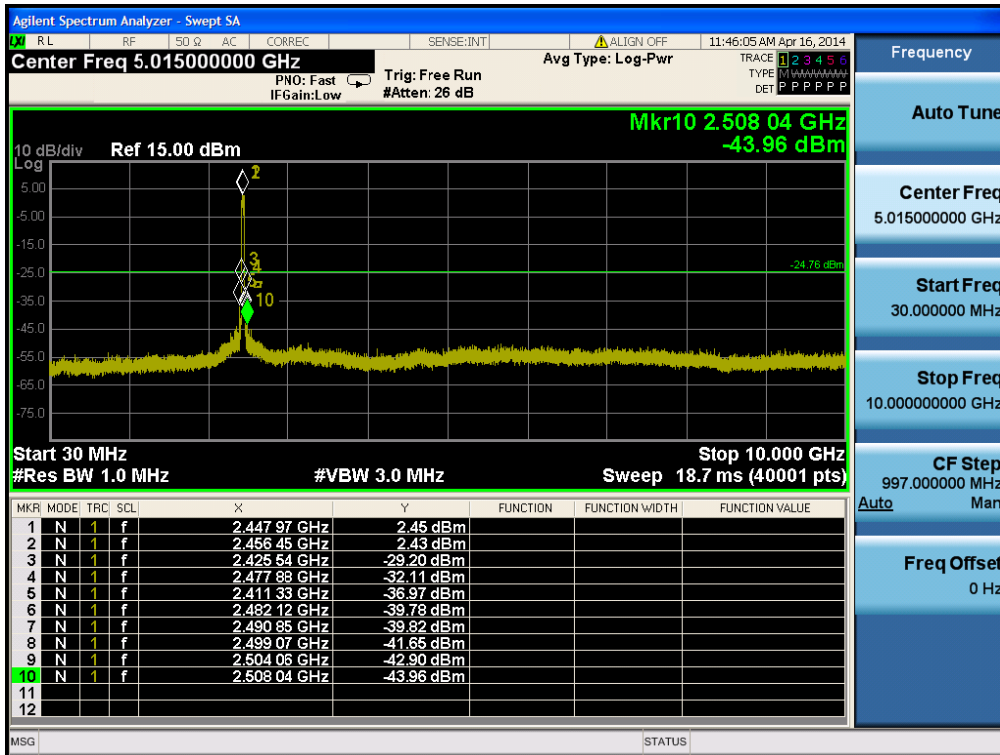 Agilent Spectrum Analyzer - Swept SA
LXI RL RF 50 Ω AC CORREC SENSE:INT ALIGN OFF 11:46:05 AM Apr 16, 2014
Center Freq 5.015000000 GHz
PNO: Fast
IFGain:Low
Trig: Free Run
#Atten: 26 dB
Avg Type: Log-Pwr
TRACE 1 2 3 4 5 6
TYPE M
DET P P P P P P
Mkr10 2.508 04 GHz
-43.96 dBm
10 dB/div Ref 15.00 dBm
Log
5.00
-5.00
-15.0
-25.0
-35.0
-45.0
-55.0
-65.0
-75.0
-24.76 dBm
2
3
4
10
Start 30 MHz Stop 10.000 GHz
#Res BW 1.0 MHz #VBW 3.0 MHz Sweep 18.7 ms (40001 pts)
MKR MODE TRC SCL X Y FUNCTION FUNCTION WIDTH FUNCTION VALUE
1 N 1 f 2.447 97 GHz 2.45 dBm
2 N 1 f 2.456 45 GHz 2.43 dBm
3 N 1 f 2.425 54 GHz -29.20 dBm
4 N 1 f 2.477 88 GHz -32.11 dBm
5 N 1 f 2.411 33 GHz -36.97 dBm
6 N 1 f 2.482 12 GHz -39.78 dBm
7 N 1 f 2.490 85 GHz -39.82 dBm
8 N 1 f 2.499 07 GHz -41.65 dBm
9 N 1 f 2.504 06 GHz -42.90 dBm
10 N 1 f 2.508 04 GHz -43.96 dBm
11
12
MSG STATUS
Frequency
Auto Tune
Center Freq
5.015000000 GHz
Start Freq
30.000000 MHz
Stop Freq
10.000000000 GHz
CF Step
997.000000 MHz
Auto Man
Freq Offset
0 Hz